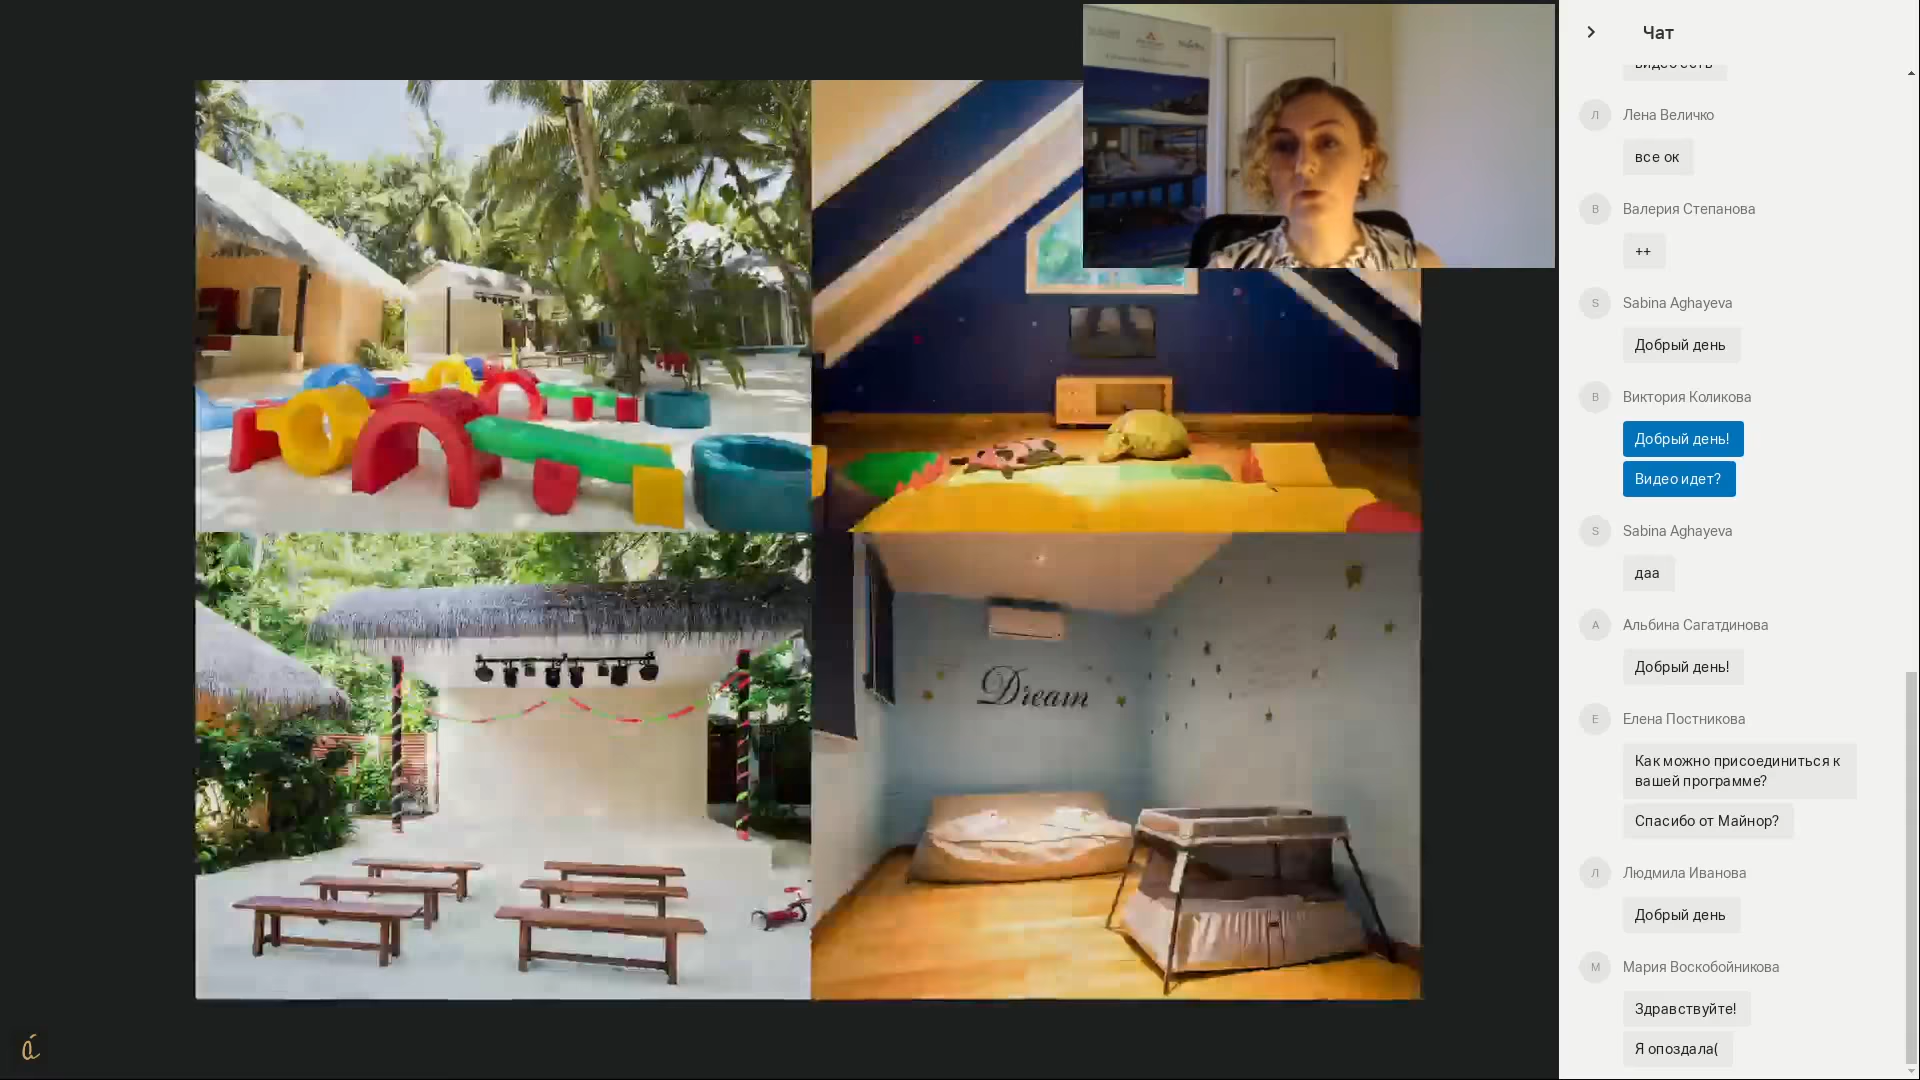 Dream
á
Чат
видео есть
Лена Величко
все ок
Валерия Степанова
++
Sabina Aghayeva
Добрый день
Виктория Коликова
Добрый день!
Видео идет?
Sabina Aghayeva
даа
Альбина Сагатдинова
Добрый день!
Елена Постникова
Как можно присоединиться к
вашей программе?
Спасибо от Майнор?
Людмила Иванова
Добрый день
Мария Воскобойникова
Здравствуйте!
Я опоздала(